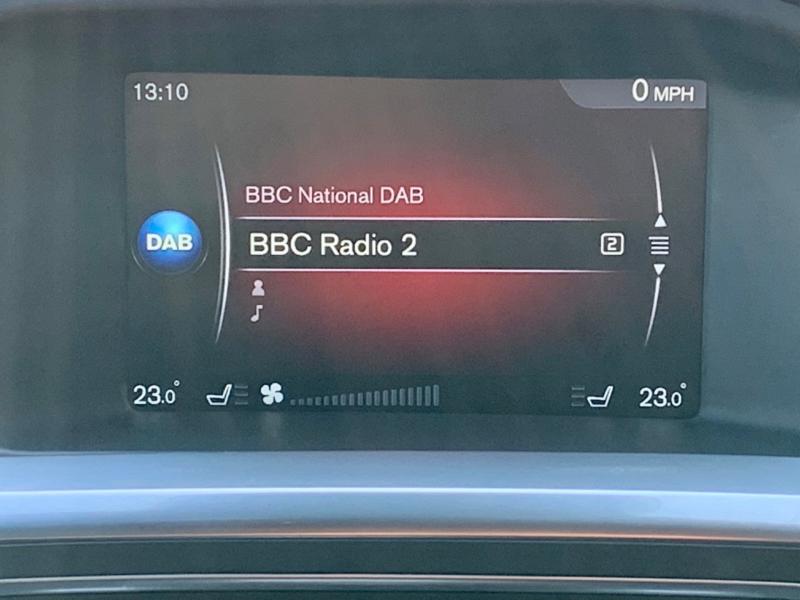 13:10
0 MPH
BBC National DAB
DAB
BBC Radio 2
2
23.0°
23.0°